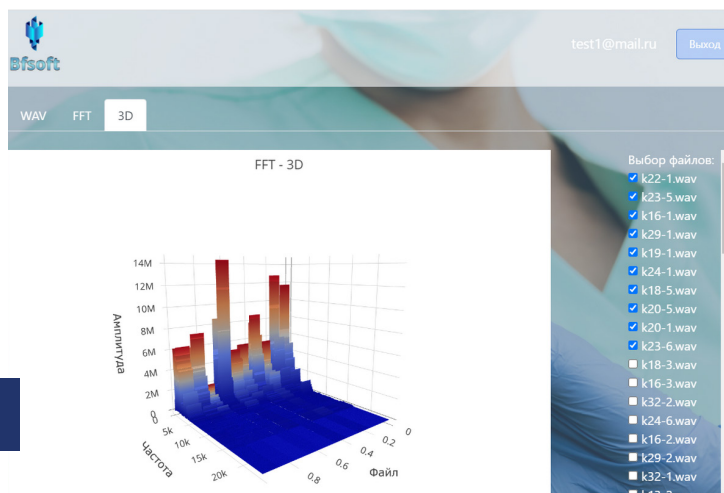 Bfsoft
test1@mail.ru
Выход
WAV FFT 3D
FFT - 3D
Выбор файлов:
k22-1.wav
k23-5.wav
k16-1.wav
k29-1.wav
k19-1.wav
k24-1.wav
k18-5.wav
k20-5.wav
k20-1.wav
k23-6.wav
k18-3.wav
k16-3.wav
k32-2.wav
k24-6.wav
k16-2.wav
k29-2.wav
k32-1.wav
14M
12M
10M
8M
6M
4M
2M
0
Амплитуда
0
5k
10k
15k
20k
Частота
0
0.2
0.4
0.6
0.8
Файл